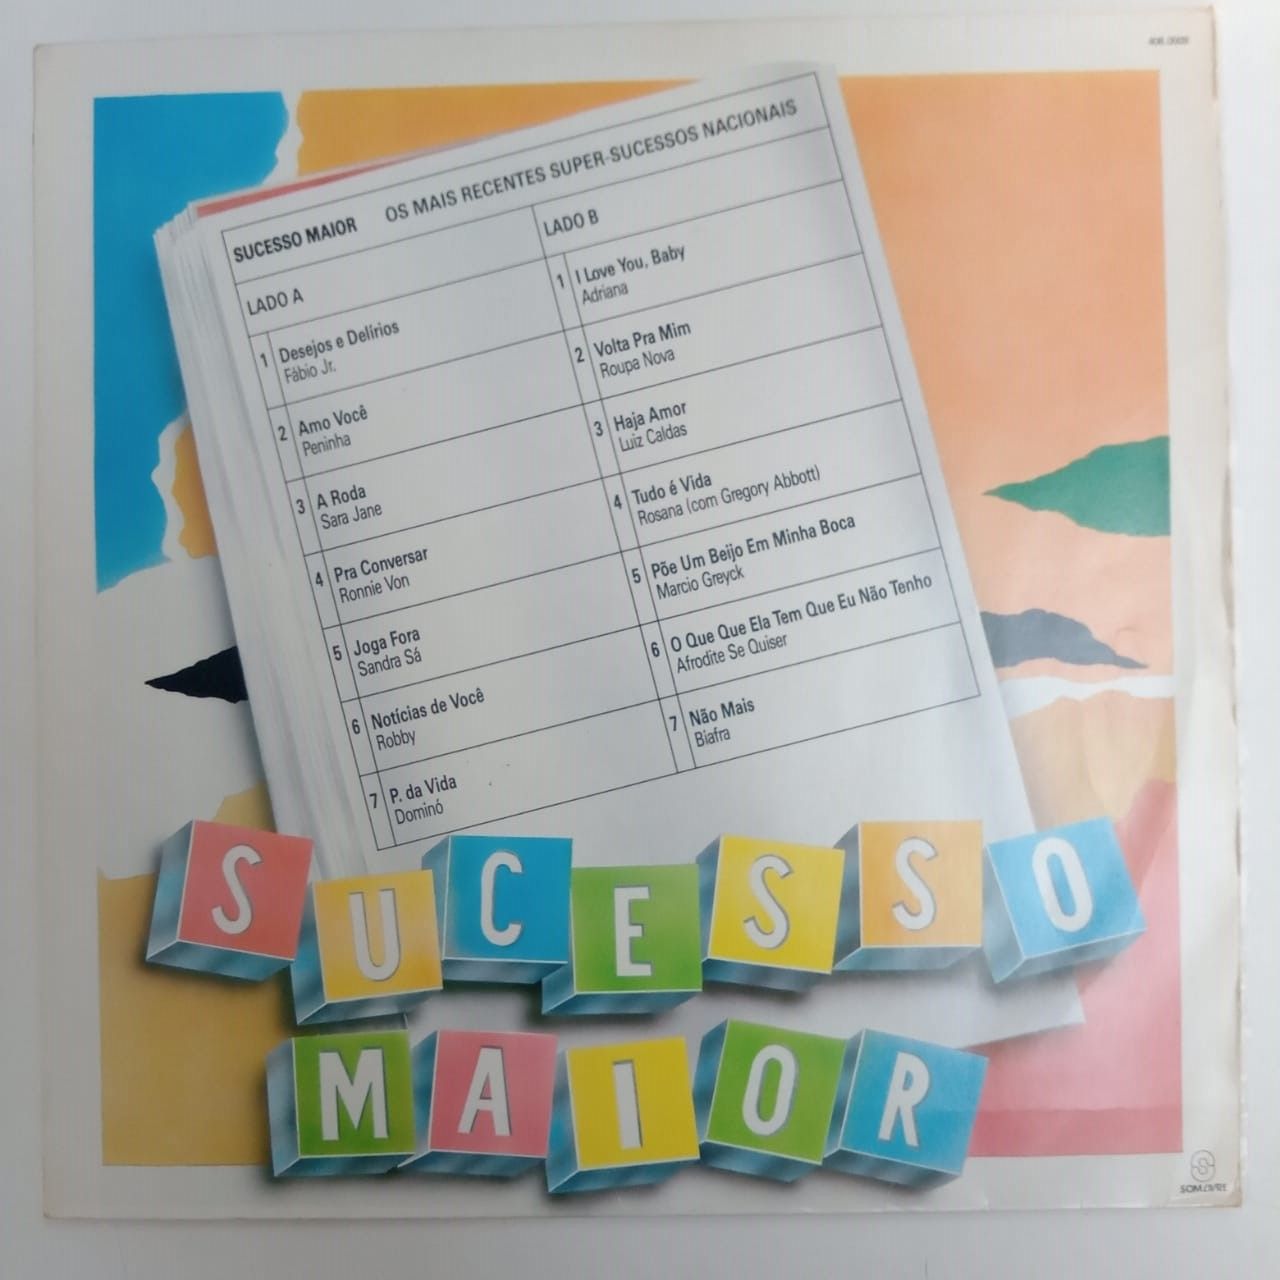 SUCESSO MAIOR OS MAIS RECENTES SUPER-SUCESSOS NACIONAIS
LADO A
1 Desejos e Delírios
Fábio Jr.
2 Amo Você
Peninha
3 A Roda
Sara Jane
4 Pra Conversar
Ronnie Von
5 Joga Fora
Sandra Sá
6 Notícias de Você
Robby
7 P. da Vida
Dominó
LADO B
1 I Love You, Baby
Adriana
2 Volta Pra Mim
Roupa Nova
3 Haja Amor
Luiz Caldas
4 Tudo é Vida
Rosana (com Gregory Abbott)
5 Põe Um Beijo Em Minha Boca
Marcio Greyck
6 O Que Que Ela Tem Que Eu Não Tenho
Afrodite Se Quiser
7 Não Mais
Biafra
SUCESSO
MAIOR
SOM LIVRE